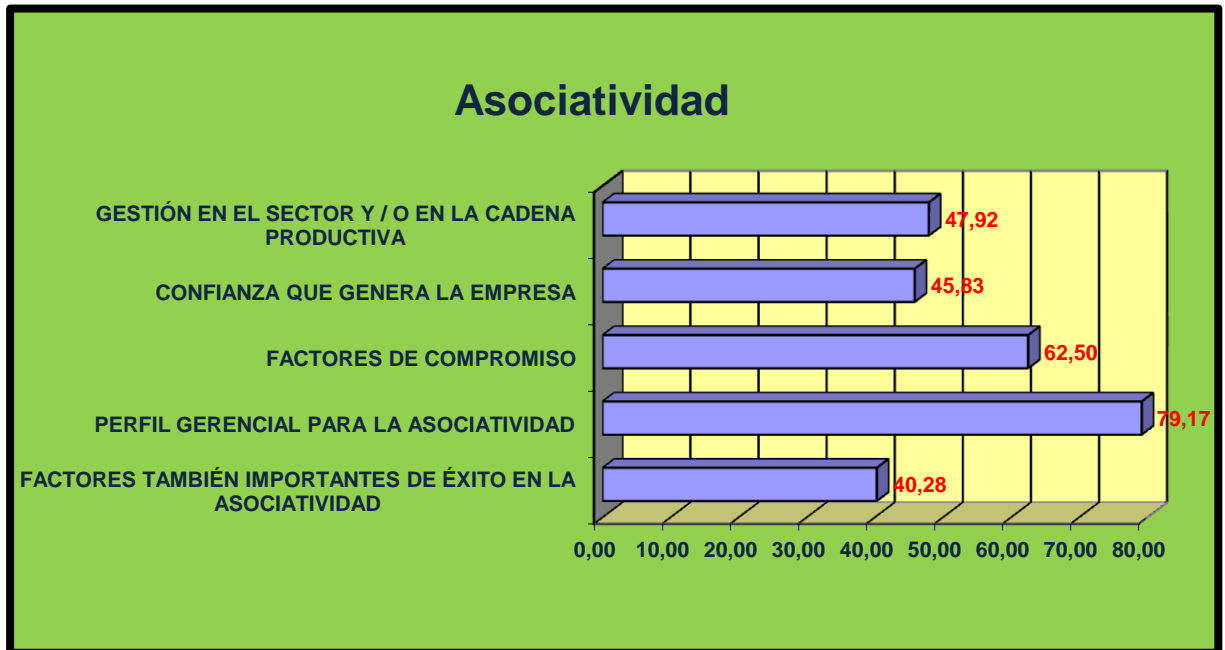 Asociatividad
GESTIÓN EN EL SECTOR Y / O EN LA CADENA
PRODUCTIVA
47,92
CONFIANZA QUE GENERA LA EMPRESA
45,83
FACTORES DE COMPROMISO
62,50
PERFIL GERENCIAL PARA LA ASOCIATIVIDAD
79,17
FACTORES TAMBIÉN IMPORTANTES DE ÉXITO EN LA
ASOCIATIVIDAD
40,28
0,00 10,00 20,00 30,00 40,00 50,00 60,00 70,00 80,00